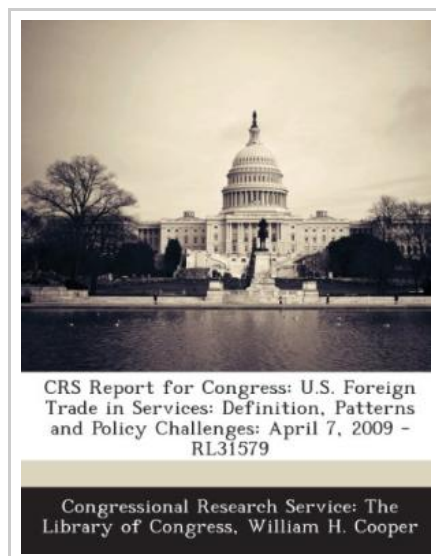 CRS Report for Congress: U.S. Foreign
Trade in Services: Definition, Patterns
and Policy Challenges: April 7, 2009 -
RL31579
Congressional Research Service: The
Library of Congress, William H. Cooper